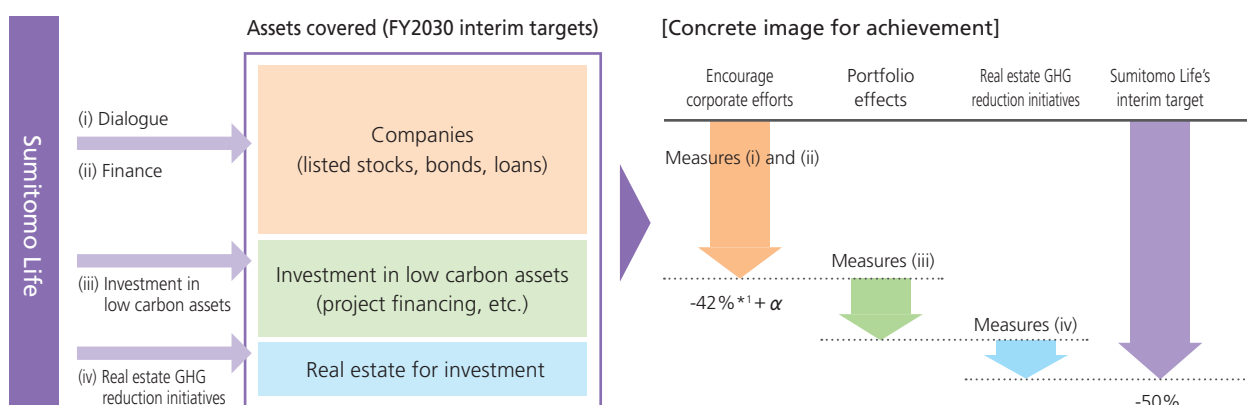 Sumitomo Life
(i) Dialogue
(ii) Finance
(iii) Investment in
low carbon assets
(iv) Real estate GHG
reduction initiatives
Assets covered (FY2030 interim targets)
Companies
(listed stocks, bonds, loans)
Investment in low carbon assets
(project financing, etc.)
Real estate for investment
[Concrete image for achievement]
Encourage
corporate efforts
Portfolio
effects
Real estate GHG
reduction initiatives
Sumitomo Life's
interim target
Measures (i) and (ii)
-42%*1+ α
Measures (iii)
Measures (iv)
-50%